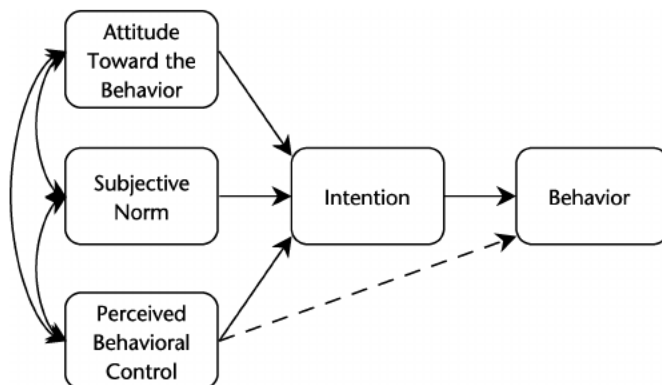 Attitude
Toward the
Behavior
Subjective
Norm
Intention
Behavior
Perceived
Behavioral
Control